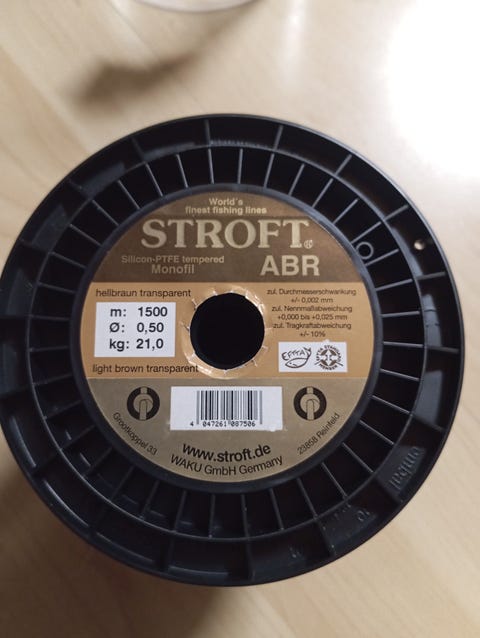 World's
finest fishing lines
STROFT®
ABR
Silicon-PTFE tempered
Monofil
hellbraun transparent
m: 1500
Ø: 0,50
kg: 21,0
light brown transparent
zul. Durchmesserschwankung
+/- 0,002 mm
zul. Nennmaßabweichung
+0,000 bis +0,025 mm
zul. Tragkraftabweichung
+/- 10%
EFTTA
4 047261 087506
Grootkoppel 33
www.stroft.de
WAKU GmbH Germany
23858 Reinfeld